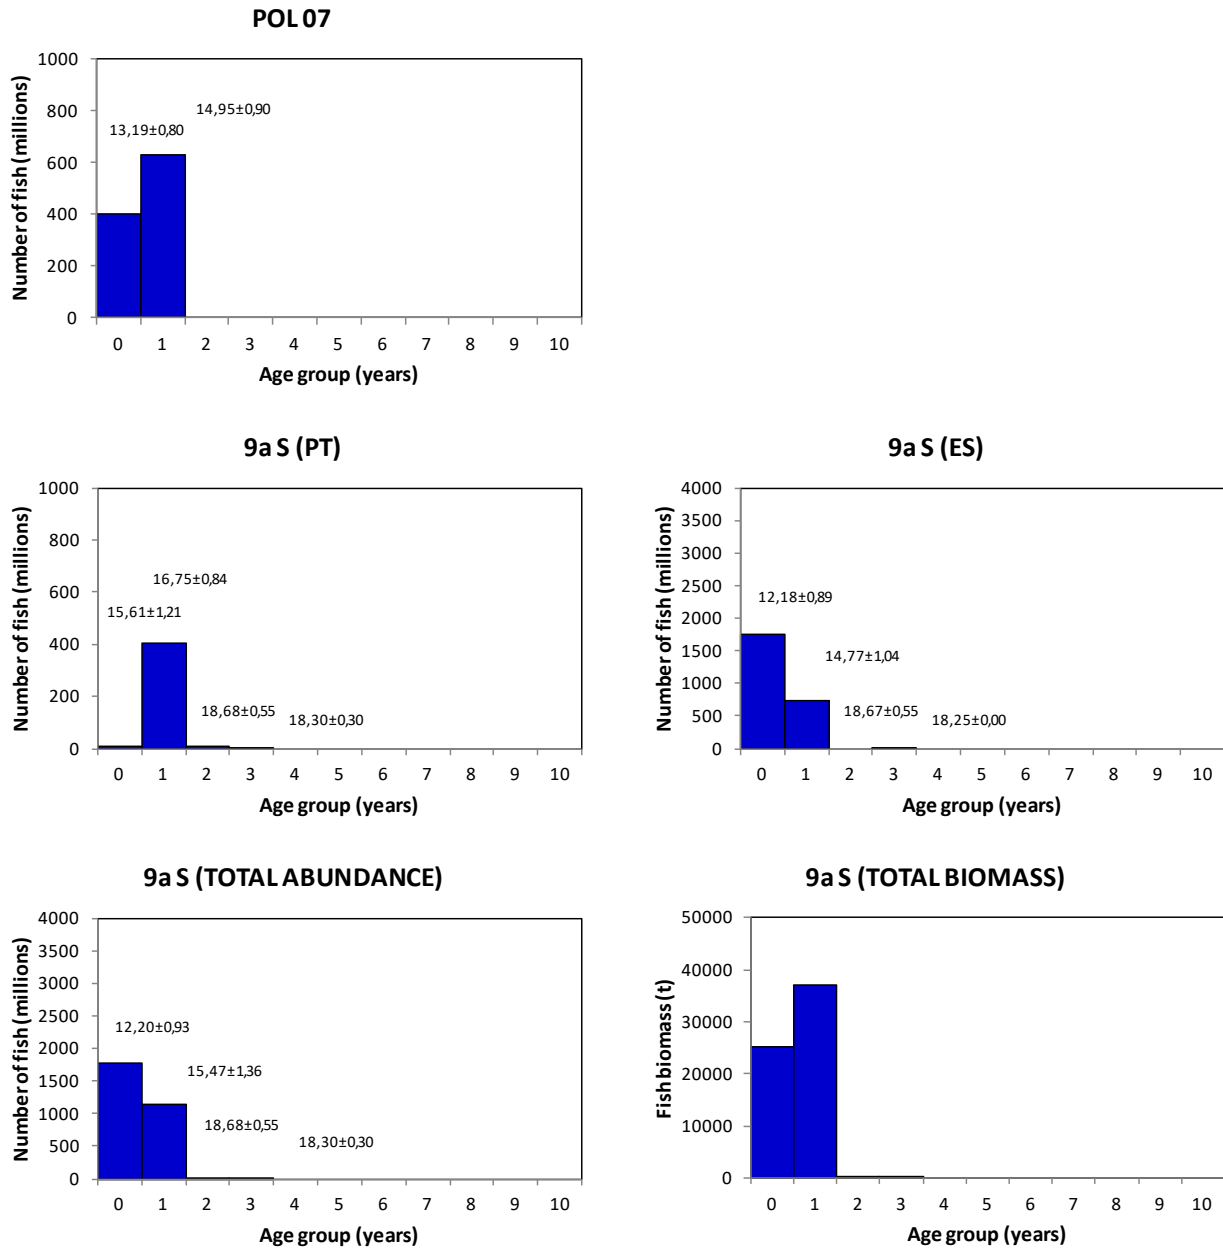 POL 07
Number of fish (millions)
1000
800
600
400
200
0
13,19±0,80
14,95±0,90
0 1 2 3 4 5 6 7 8 9 10
Age group (years)
9a S (PT)
Number of fish (millions)
1000
800
600
400
200
0
16,75±0,84
15,61±1,21
18,68±0,55
18,30±0,30
0 1 2 3 4 5 6 7 8 9 10
Age group (years)
9a S (ES)
Number of fish (millions)
4000
3500
3000
2500
2000
1500
1000
500
0
12,18±0,89
14,77±1,04
18,67±0,55
18,25±0,00
0 1 2 3 4 5 6 7 8 9 10
Age group (years)
9a S (TOTAL ABUNDANCE)
Number of fish (millions)
4000
3500
3000
2500
2000
1500
1000
500
0
12,20±0,93
15,47±1,36
18,68±0,55
18,30±0,30
0 1 2 3 4 5 6 7 8 9 10
Age group (years)
9a S (TOTAL BIOMASS)
Fish biomass (t)
50000
40000
30000
20000
10000
0
0 1 2 3 4 5 6 7 8 9 10
Age group (years)